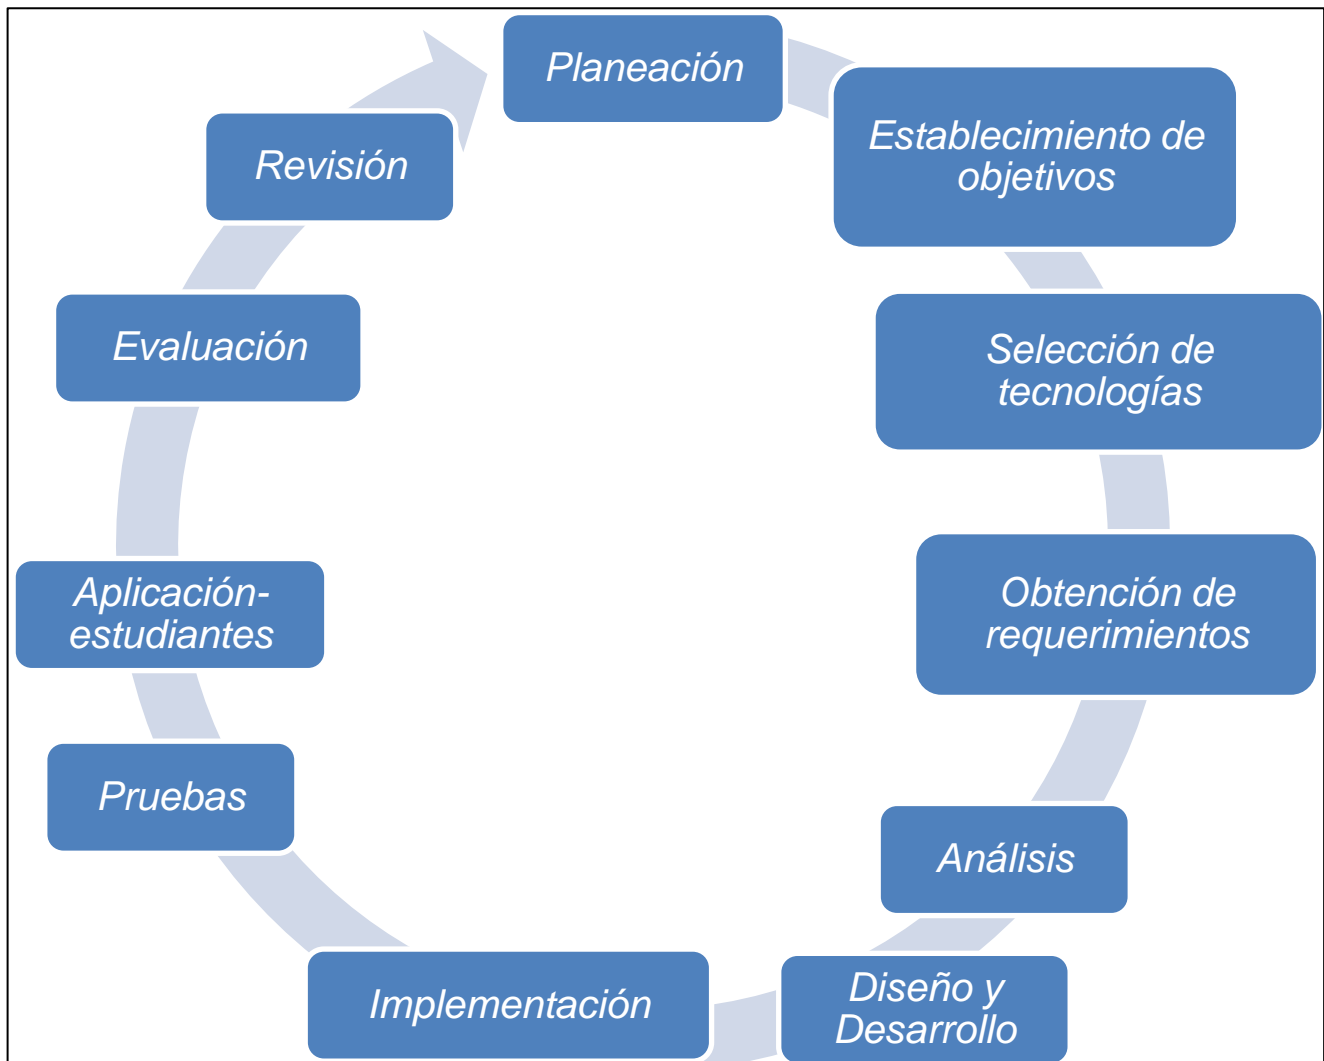 Planeación
Establecimiento de
objetivos
Selección de
tecnologías
Obtención de
requerimientos
Análisis
Diseño y
Desarrollo
Implementación
Pruebas
Aplicación-
estudiantes
Evaluación
Revisión